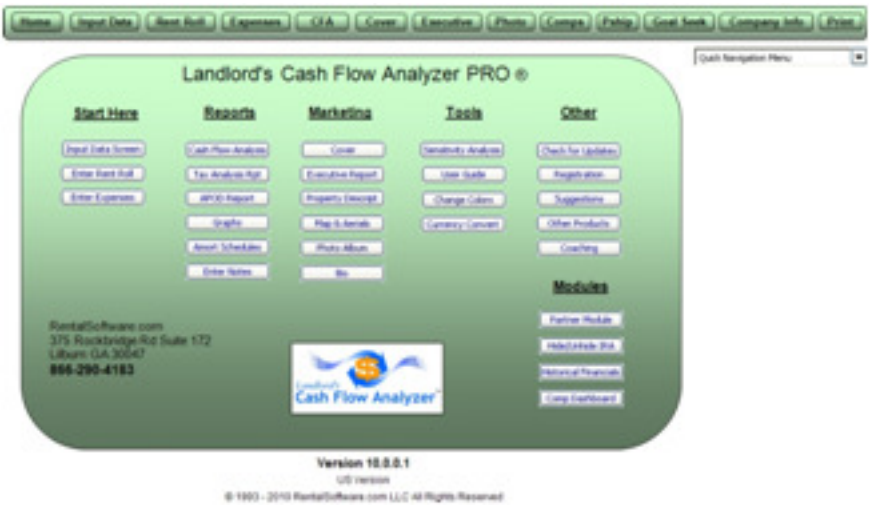 Home Input Data Rent Roll Expenses CFA Cover Executive Photo Comps Pship Goal Seek Company Info Print
Quick Navigation Menu
Landlord's Cash Flow Analyzer PRO ®
Start Here Reports Marketing Tools Other
Input Data Screen Cash Flow Analysis Cover Sensitivity Analysis Check for Updates
Enter Rent Roll Tax Analysis Rpt Executive Report User Guide Registration
Enter Expenses APOD Report Property Descript Change Colors Suggestions
Graphs Map & Aerials Currency Convert Other Products
Amort Schedules Photo Album Coaching
Enter Notes Bio
Modules
Partner Module
Hide/Unhide IRA
Historical Financials
Comp Dashboard
RentalSoftware.com
375 Rockbridge Rd Suite 172
Lilburn GA 30047
866-290-4183
Landlord's
Cash Flow Analyzer
Version 10.0.0.1
US Version
© 1993 - 2010 RentalSoftware.com LLC All Rights Reserved